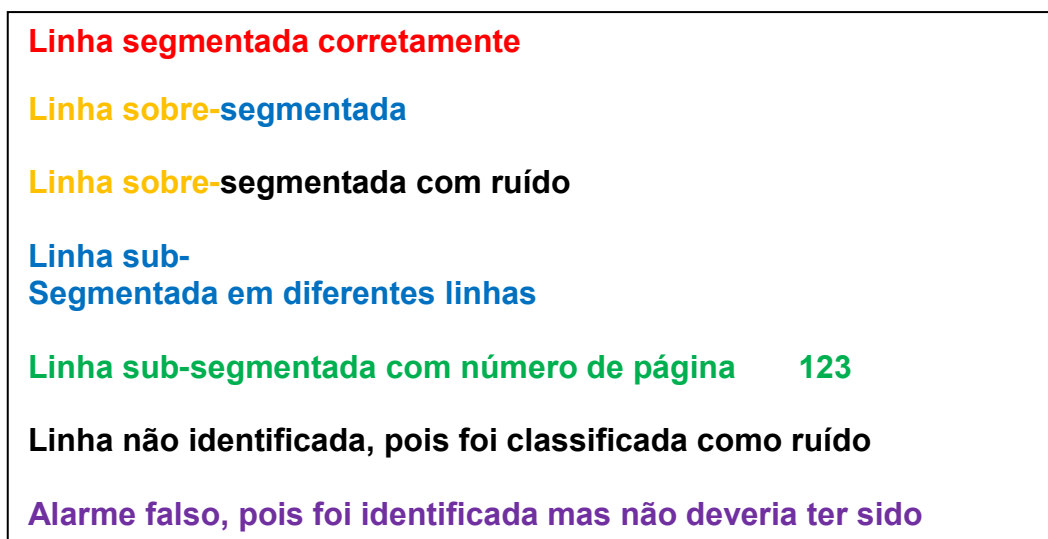 Linha segmentada corretamente
Linha sobre-segmentada
Linha sobre-segmentada com ruído
Linha sub-
Segmentada em diferentes linhas
Linha sub-segmentada com número de página 123
Linha não identificada, pois foi classificada como ruído
Alarme falso, pois foi identificada mas não deveria ter sido